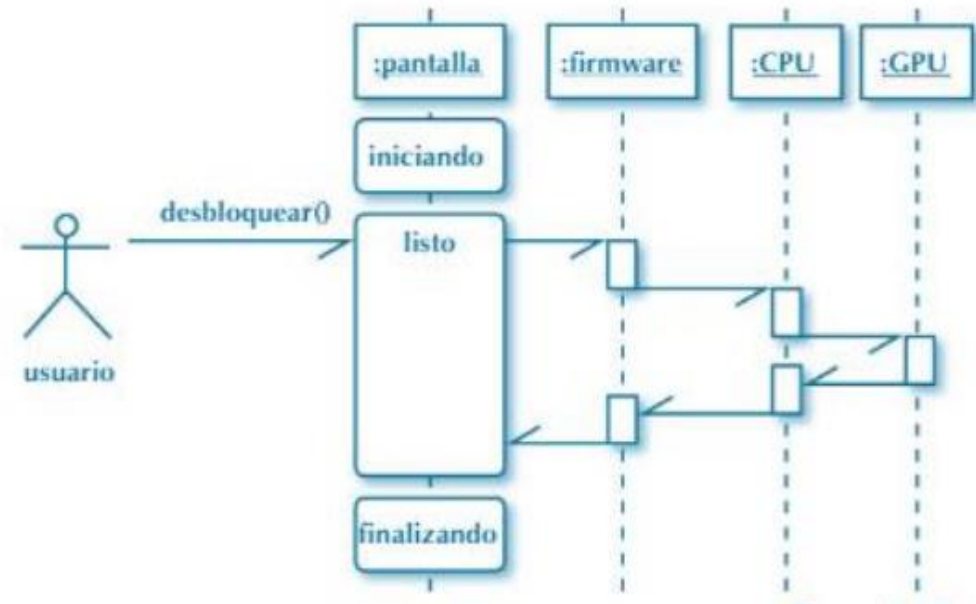 :pantalla
:firmware
:CPU
:GPU
iniciando
desbloquear()
listo
usuario
finalizando